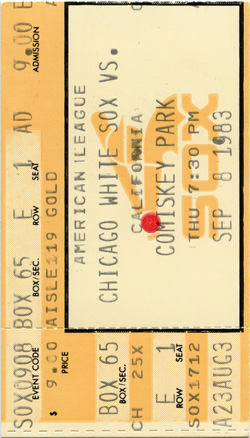 SOX0908 BOX 65 E 1 AD 9.00 E
EVENT CODE BOX/SEC. ROW SEAT ADMISSION
$ 9.00 AISLE119 GOLD
PRICE
AMERICAN LEAGUE
CHICAGO WHITE SOX VS.
CALIFORNIA
COMISKEY PARK
THU 7:30 PM
SEP 8 1983
SOX
BOX 65
BOX/SEC.
CH 25X
E 1
ROW SEAT
SOX1712
A23AUG3